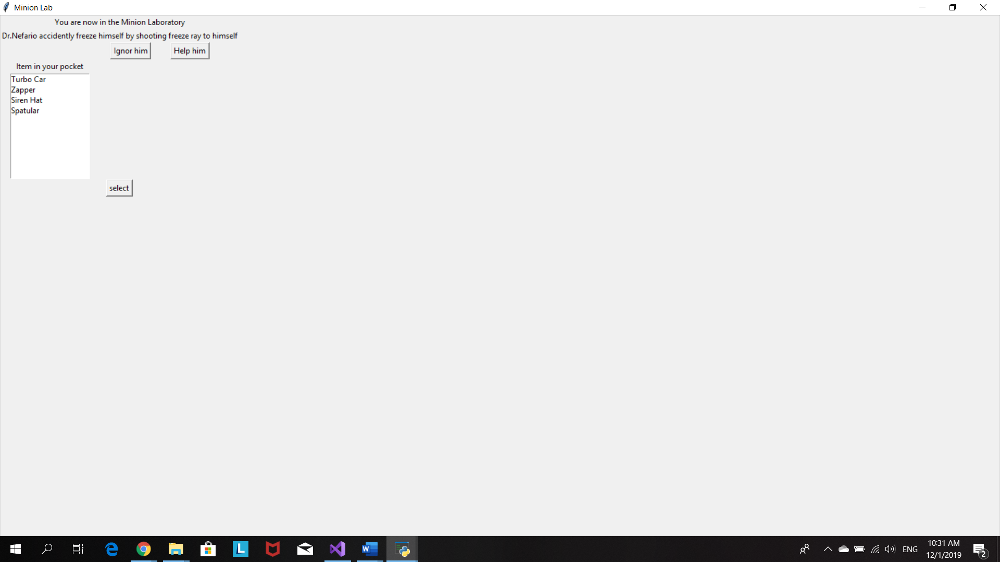 Minion Lab
You are now in the Minion Laboratory
Dr.Nefario accidently freeze himself by shooting freeze ray to himself
Ignor him
Help him
Item in your pocket
Turbo Car
Zapper
Siren Hat
Spatular
select
L
W
ENG
10:31 AM
12/1/2019
2